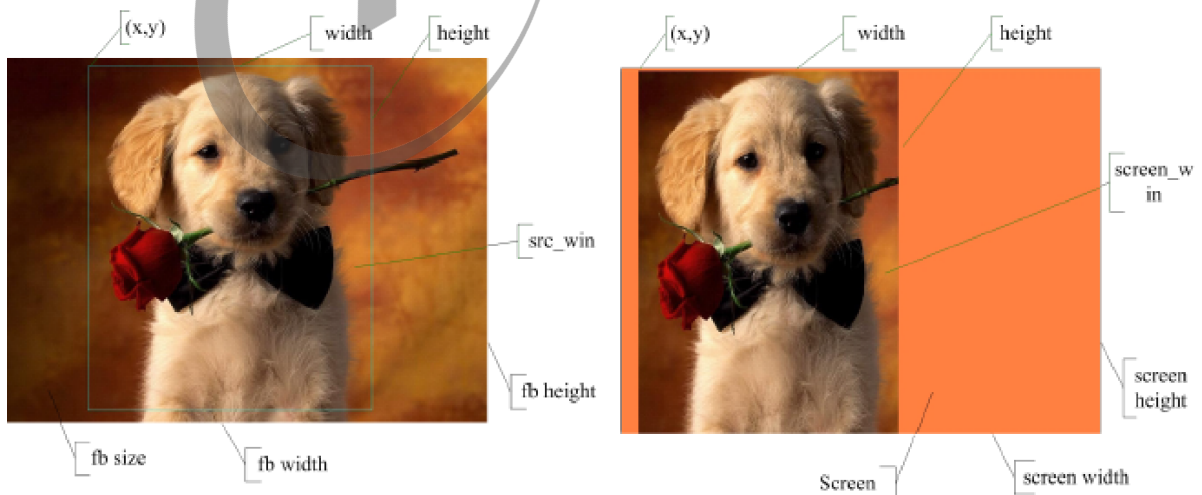 (x,y)
width
height
src_win
fb height
fb size
fb width
(x,y)
width
height
screen_w
in
screen
height
Screen
screen width